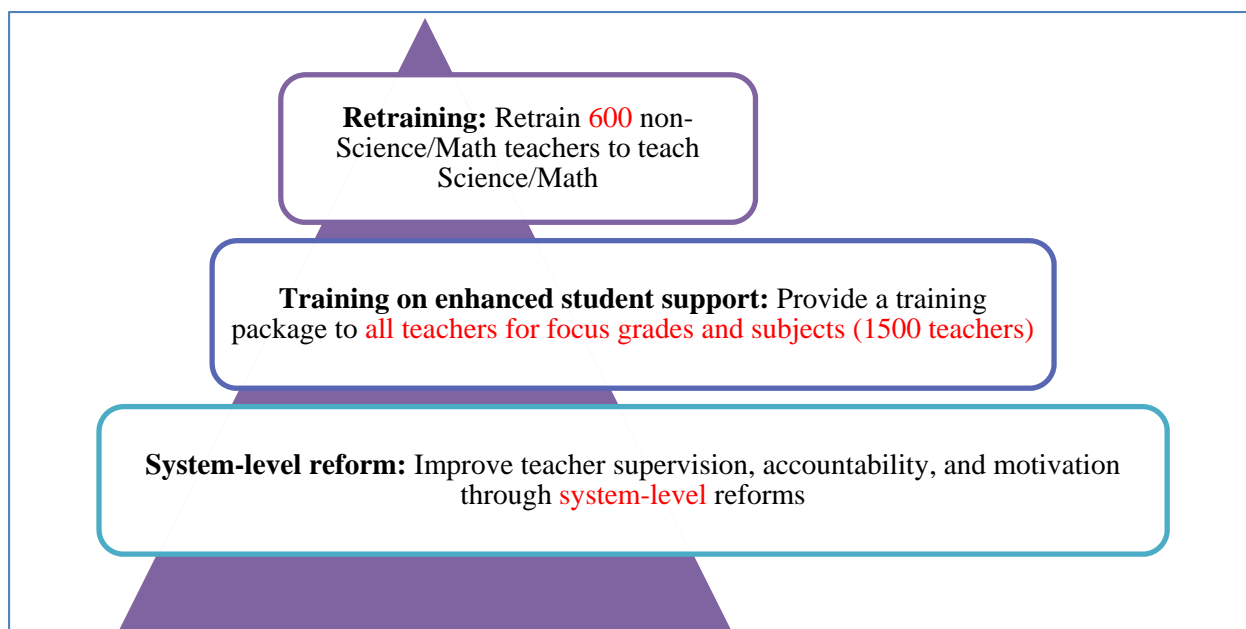 Retraining: Retrain 600 non-
Science/Math teachers to teach
Science/Math
Training on enhanced student support: Provide a training
package to all teachers for focus grades and subjects (1500 teachers)
System-level reform: Improve teacher supervision, accountability, and motivation
through system-level reforms